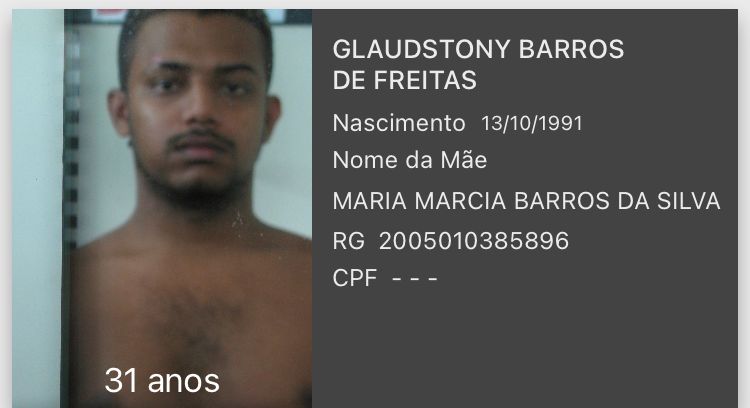 GLAUDSTONY BARROS
DE FREITAS
Nascimento 13/10/1991
Nome da Mãe
MARIA MARCIA BARROS DA SILVA
RG 2005010385896
CPF - - -
31 anos